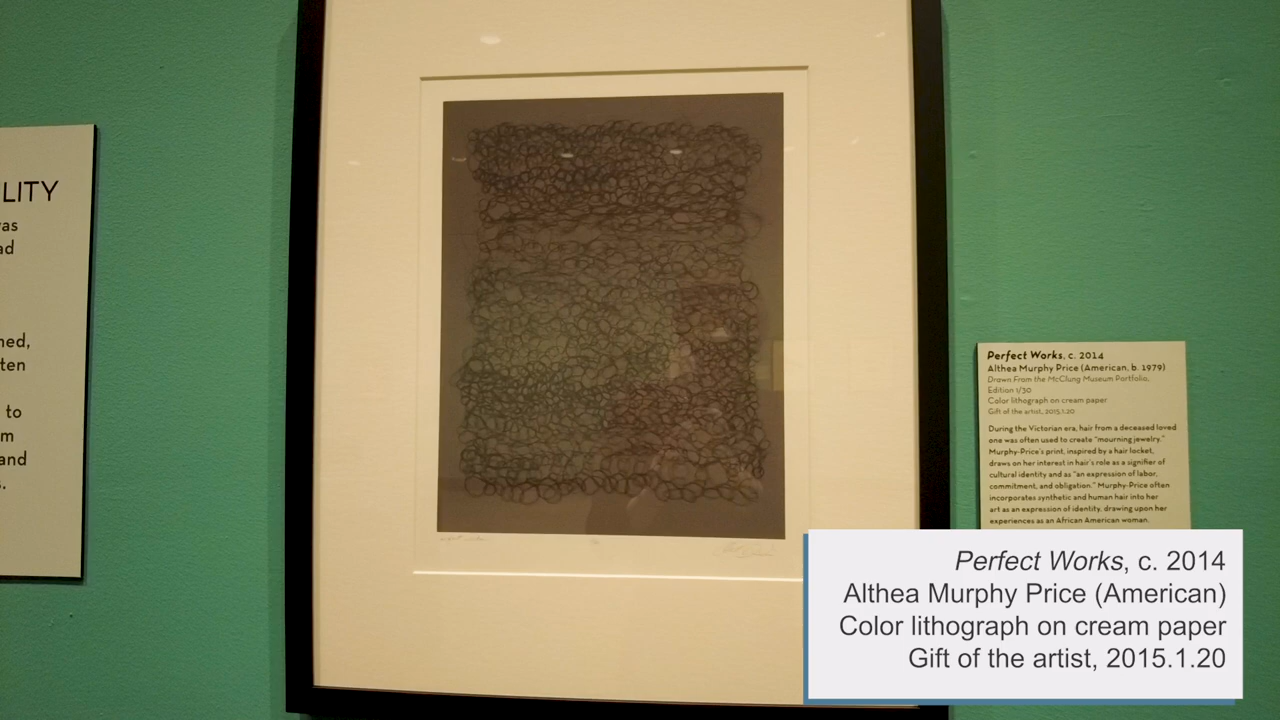 LITY
as
ad
ned,
ten
to
m
and
s.
Perfect Works, c. 2014
Althea Murphy Price (American, b. 1979)
Drawn From the McClung Museum Portfolio,
Edition 1/30
Color lithograph on cream paper
Gift of the artist, 2015.1.20
During the Victorian era, hair from a deceased loved
one was often used to create “mourning jewelry.”
Murphy-Price’s print, inspired by a hair locket,
draws on her interest in hair’s role as a signifier of
cultural identity and as “an expression of labor,
commitment, and obligation.” Murphy-Price often
incorporates synthetic and human hair into her
art as an expression of identity, drawing upon her
experiences as an African American woman.
Perfect Works, c. 2014
Althea Murphy Price (American)
Color lithograph on cream paper
Gift of the artist, 2015.1.20